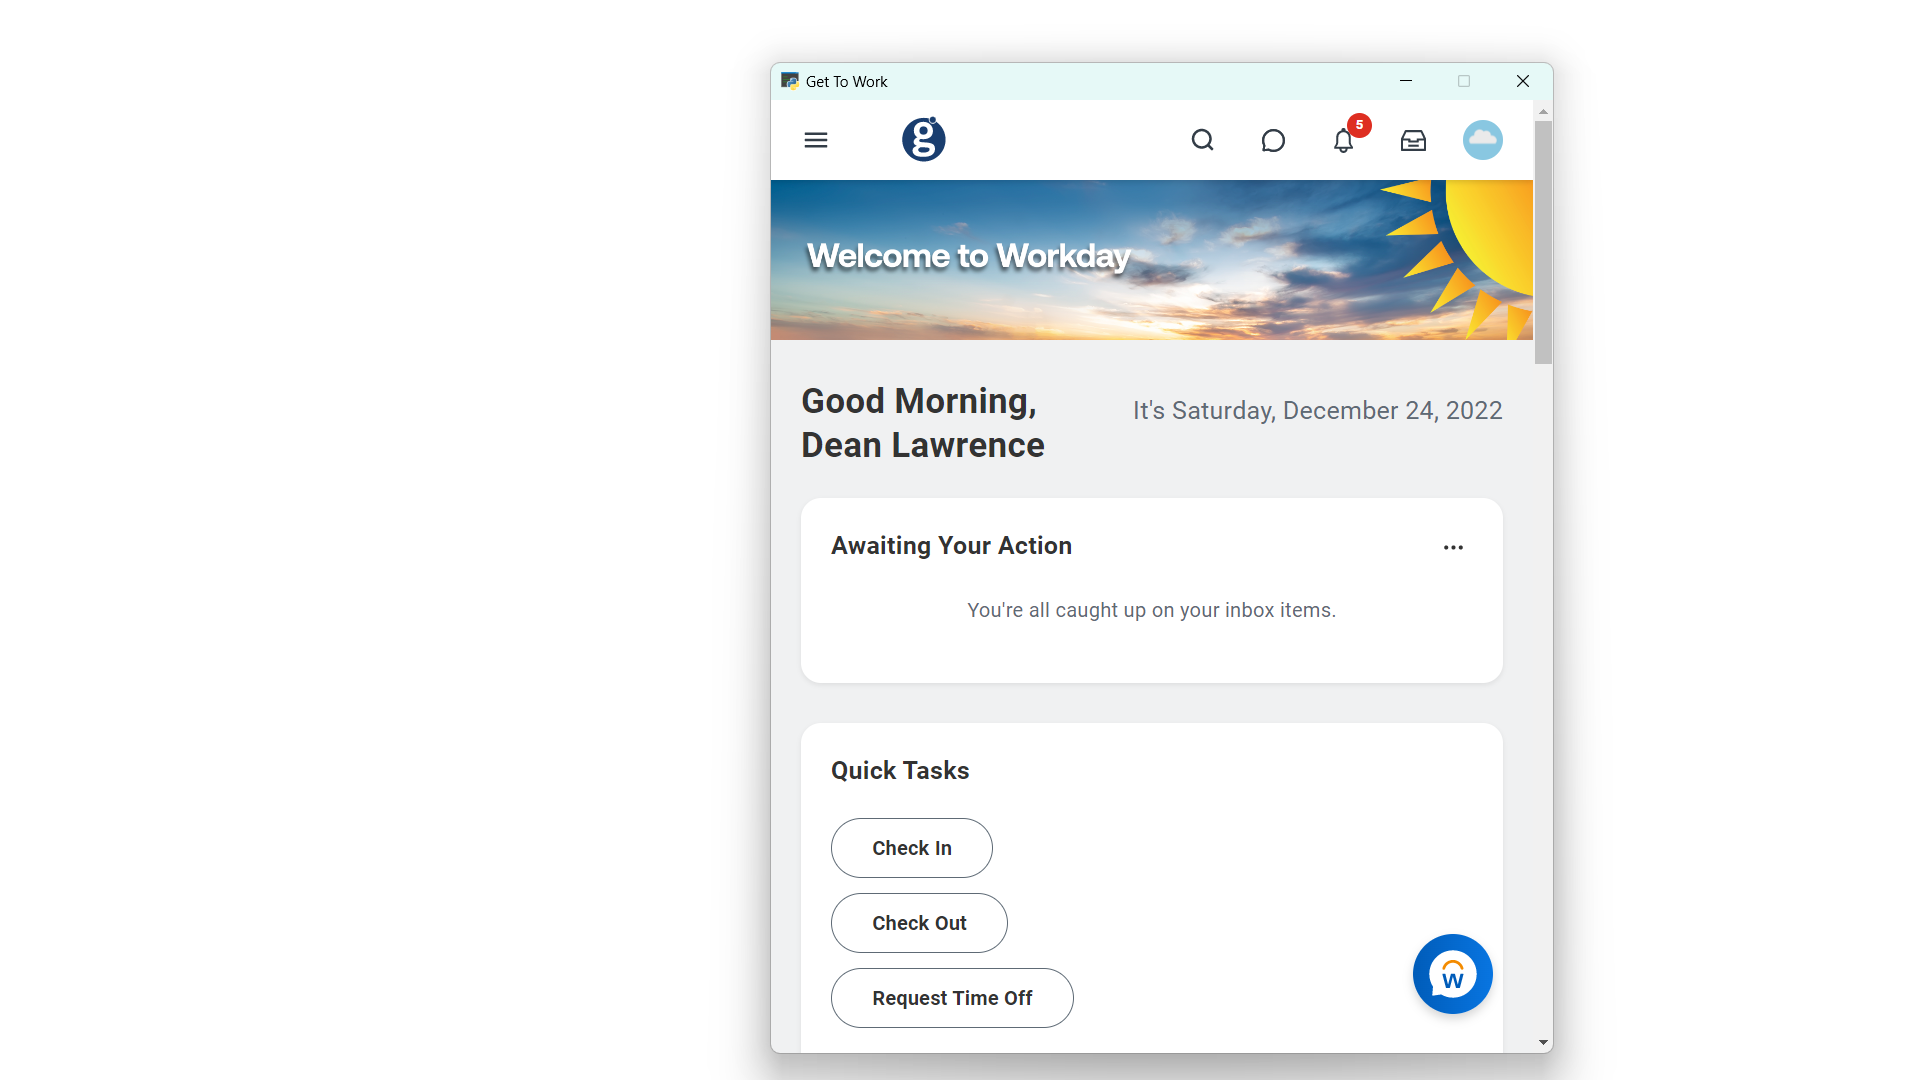 Get To Work
g
5
Welcome to Workday
Good Morning,
Dean Lawrence
It's Saturday, December 24, 2022
Awaiting Your Action
You're all caught up on your inbox items.
Quick Tasks
Check In
Check Out
Request Time Off
w